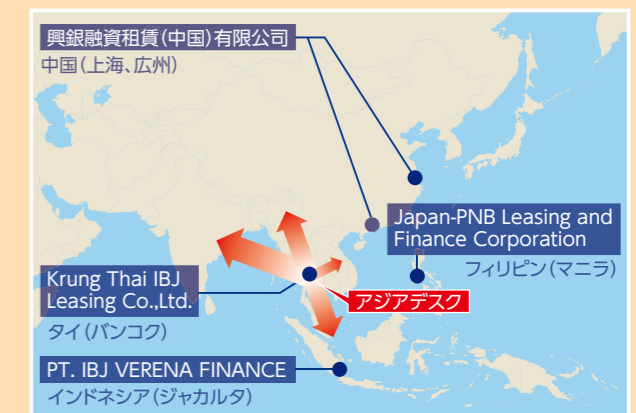 興銀融資租賃(中国)有限公司
中国(上海、広州)
Japan-PNB Leasing and
Finance Corporation
フィリピン(マニラ)
Krung Thai IBJ
Leasing Co.,Ltd.
タイ(バンコク)
アジアデスク
PT. IBJ VERENA FINANCE
インドネシア(ジャカルタ)